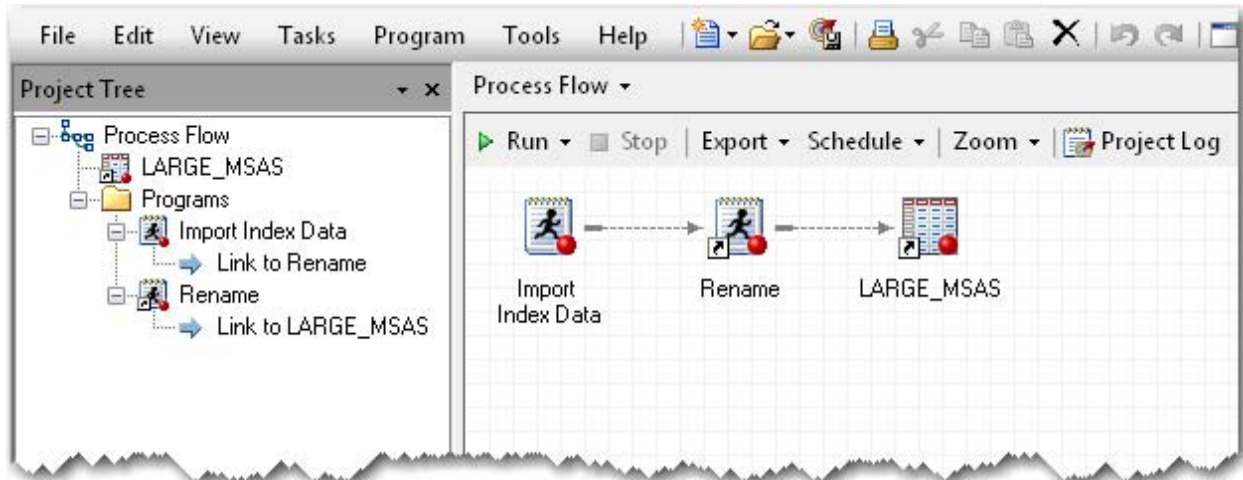 File Edit View Tasks Program Tools Help
Project Tree
Process Flow
LARGE_MSAS
Programs
Import Index Data
Link to Rename
Rename
Link to LARGE_MSAS
Process Flow
Run Stop Export Schedule Zoom Project Log
Import
Index Data
Rename
LARGE_MSAS